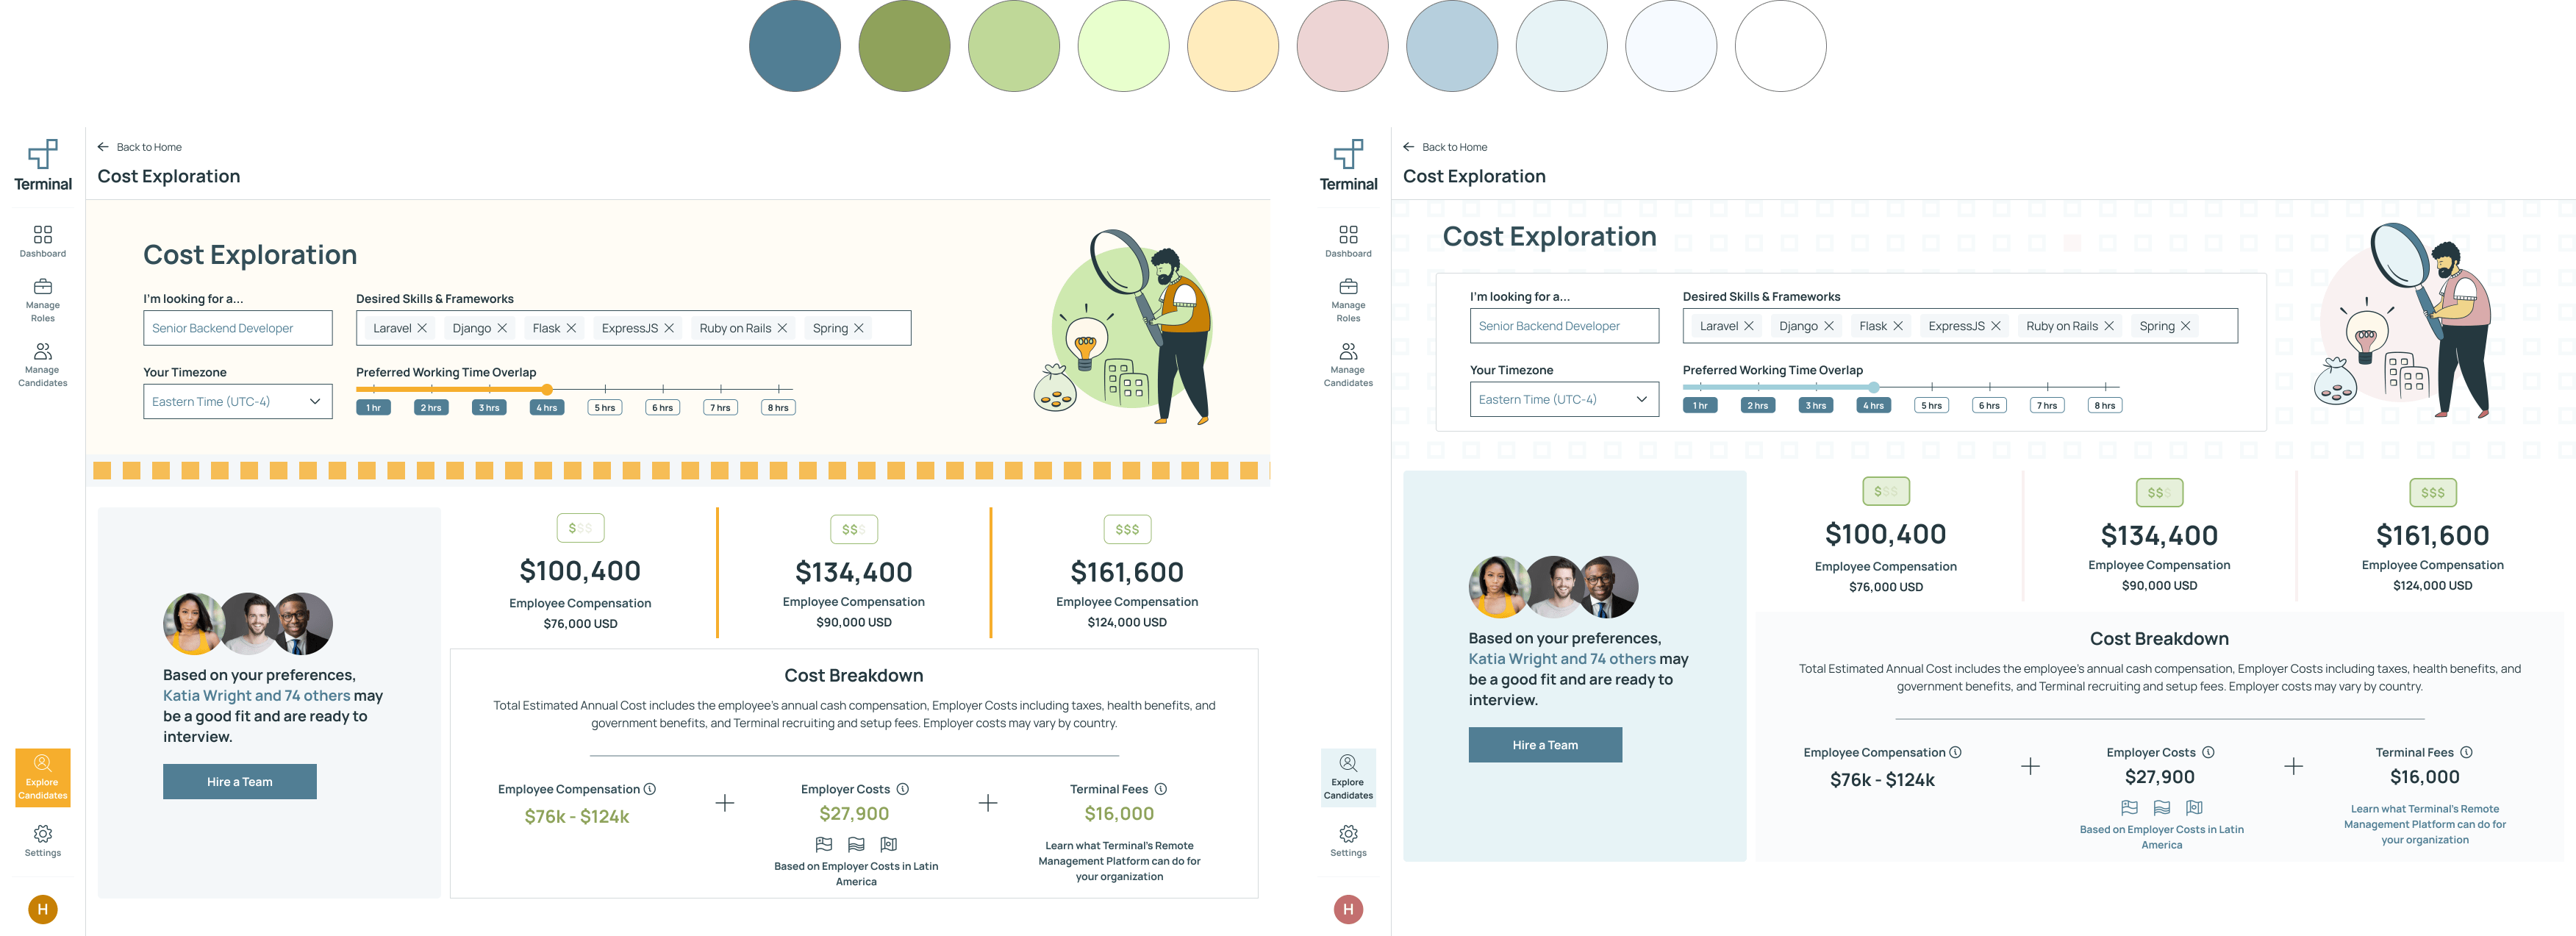 Terminal
Dashboard
Manage
Roles
Manage
Candidates
Explore
Candidates
Settings
H
Back to Home
Cost Exploration
Cost Exploration
I'm looking for a...
Senior Backend Developer
Desired Skills & Frameworks
Laravel Django Flask ExpressJS Ruby on Rails Spring
Your Timezone
Eastern Time (UTC-4)
Preferred Working Time Overlap
1 hr 2 hrs 3 hrs 4 hrs 5 hrs 6 hrs 7 hrs 8 hrs
Based on your preferences,
Katia Wright and 74 others may
be a good fit and are ready to
interview.
Hire a Team
$$$
$100,400
Employee Compensation
$76,000 USD
$$$
$134,400
Employee Compensation
$90,000 USD
$$$
$161,600
Employee Compensation
$124,000 USD
Cost Breakdown
Total Estimated Annual Cost includes the employee's annual cash compensation, Employer Costs including taxes, health benefits, and
government benefits, and Terminal recruiting and setup fees. Employer costs may vary by country.
Employee Compensation
$76k - $124k
+
Employer Costs
$27,900
Based on Employer Costs in Latin
America
+
Terminal Fees
$16,000
Learn what Terminal's Remote
Management Platform can do for
your organization
Terminal
Dashboard
Manage
Roles
Manage
Candidates
Explore
Candidates
Settings
H
Back to Home
Cost Exploration
Cost Exploration
I'm looking for a...
Senior Backend Developer
Desired Skills & Frameworks
Laravel Django Flask ExpressJS Ruby on Rails Spring
Your Timezone
Eastern Time (UTC-4)
Preferred Working Time Overlap
1 hr 2 hrs 3 hrs 4 hrs 5 hrs 6 hrs 7 hrs 8 hrs
Based on your preferences,
Katia Wright and 74 others may
be a good fit and are ready to
interview.
Hire a Team
$$$
$100,400
Employee Compensation
$76,000 USD
$$$
$134,400
Employee Compensation
$90,000 USD
$$$
$161,600
Employee Compensation
$124,000 USD
Cost Breakdown
Total Estimated Annual Cost includes the employee's annual cash compensation, Employer Costs including taxes, health benefits, and
government benefits, and Terminal recruiting and setup fees. Employer costs may vary by country.
Employee Compensation
$76k - $124k
+
Employer Costs
$27,900
Based on Employer Costs in Latin
America
+
Terminal Fees
$16,000
Learn what Terminal's Remote
Management Platform can do for
your organization